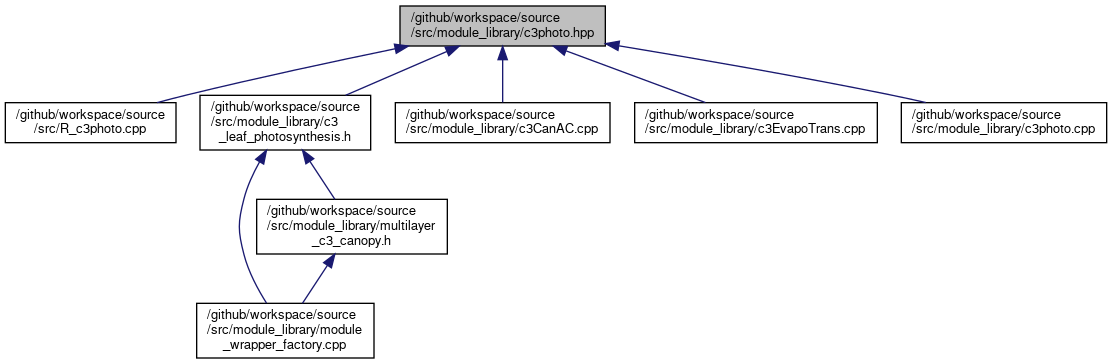 /github/workspace/source
/src/module_library/c3photo.hpp
/github/workspace/source
/src/R_c3photo.cpp
/github/workspace/source
/src/module_library/c3
_leaf_photosynthesis.h
/github/workspace/source
/src/module_library/c3CanAC.cpp
/github/workspace/source
/src/module_library/c3EvapoTrans.cpp
/github/workspace/source
/src/module_library/c3photo.cpp
/github/workspace/source
/src/module_library/multilayer
_c3_canopy.h
/github/workspace/source
/src/module_library/module
_wrapper_factory.cpp